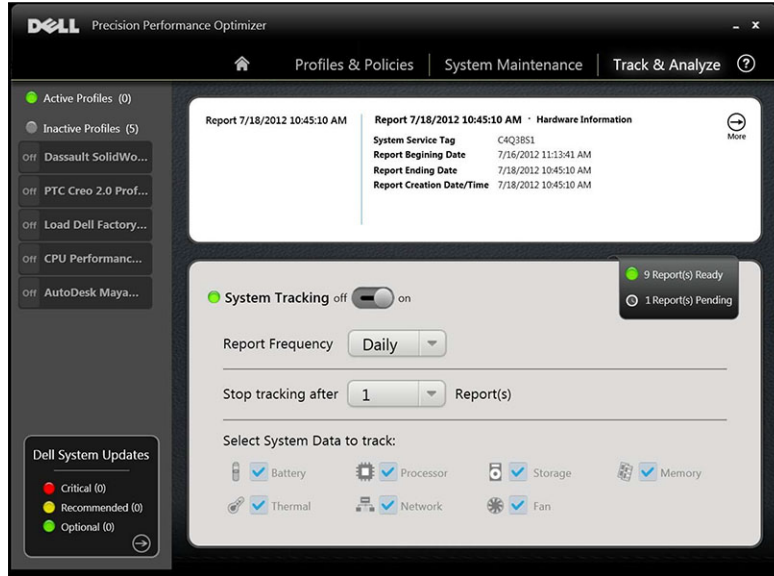 DELL Precision Performance Optimizer
Profiles & Policies System Maintenance Track & Analyze ?
Active Profiles (0)
Inactive Profiles (5)
Off Dassault SolidWo...
Off PTC Creo 2.0 Prof...
Off Load Dell Factory...
Off CPU Performanc...
Off AutoDesk Maya...
Dell System Updates
Critical (0)
Recommended (0)
Optional (0)
Report 7/18/2012 10:45:10 AM
Report 7/18/2012 10:45:10 AM · Hardware Information
System Service Tag C4Q3BS1
Report Begining Date 7/16/2012 11:13:41 AM
Report Ending Date 7/18/2012 10:45:10 AM
Report Creation Date/Time 7/18/2012 10:45:10 AM
More
9 Report(s) Ready
1 Report(s) Pending
System Tracking off on
Report Frequency Daily
Stop tracking after 1 Report(s)
Select System Data to track:
Battery Processor Storage Memory
Thermal Network Fan